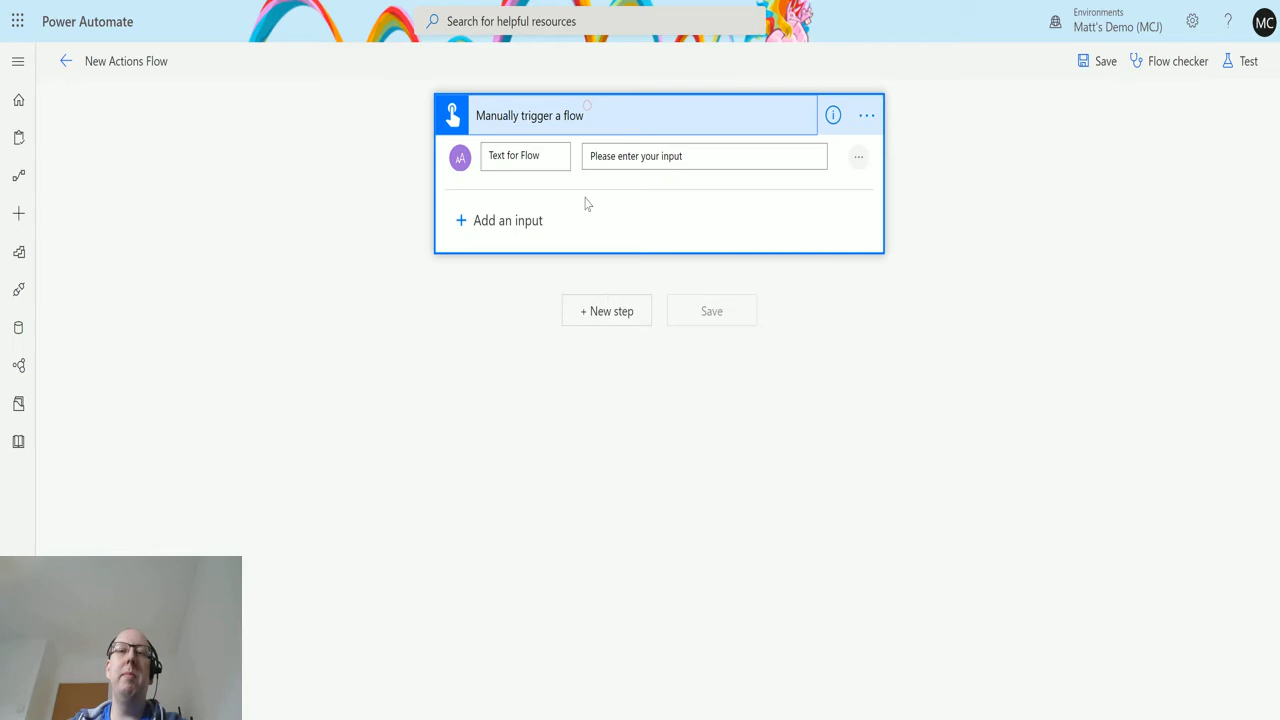 Power Automate
Search for helpful resources
Environments
Matt's Demo (MCJ)
?
MC
New Actions Flow
Save
Flow checker
Test
Manually trigger a flow
AA
Text for Flow
Please enter your input
+ Add an input
+ New step
Save